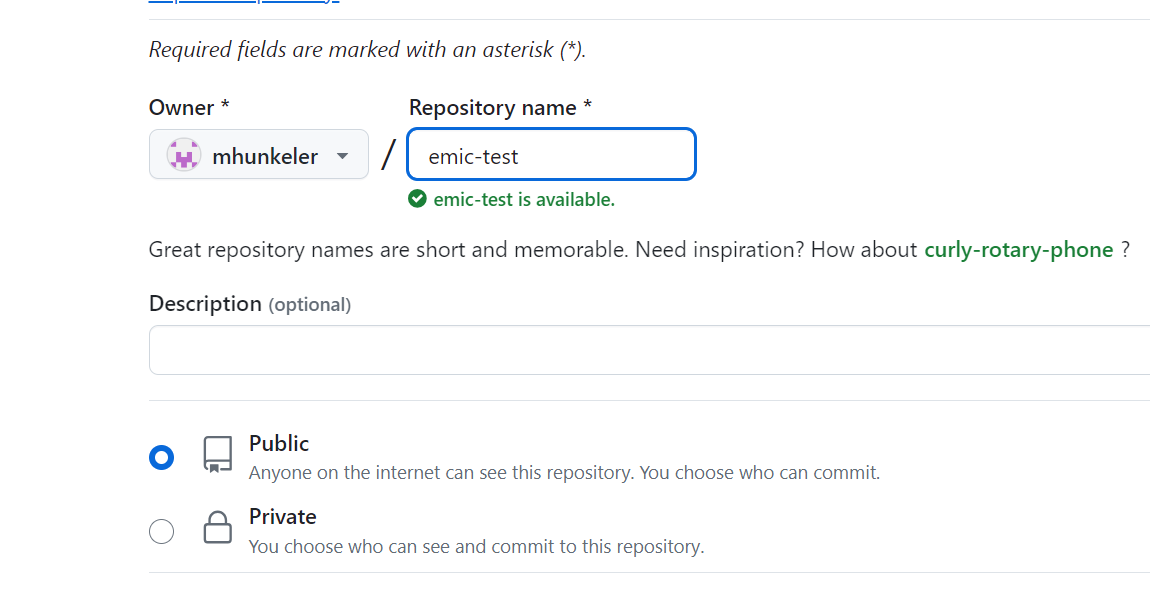 Required fields are marked with an asterisk (*).
Owner * Repository name *
mhunkeler / emic-test
emic-test is available.
Great repository names are short and memorable. Need inspiration? How about curly-rotary-phone ?
Description (optional)
Public
Anyone on the internet can see this repository. You choose who can commit.
Private
You choose who can see and commit to this repository.